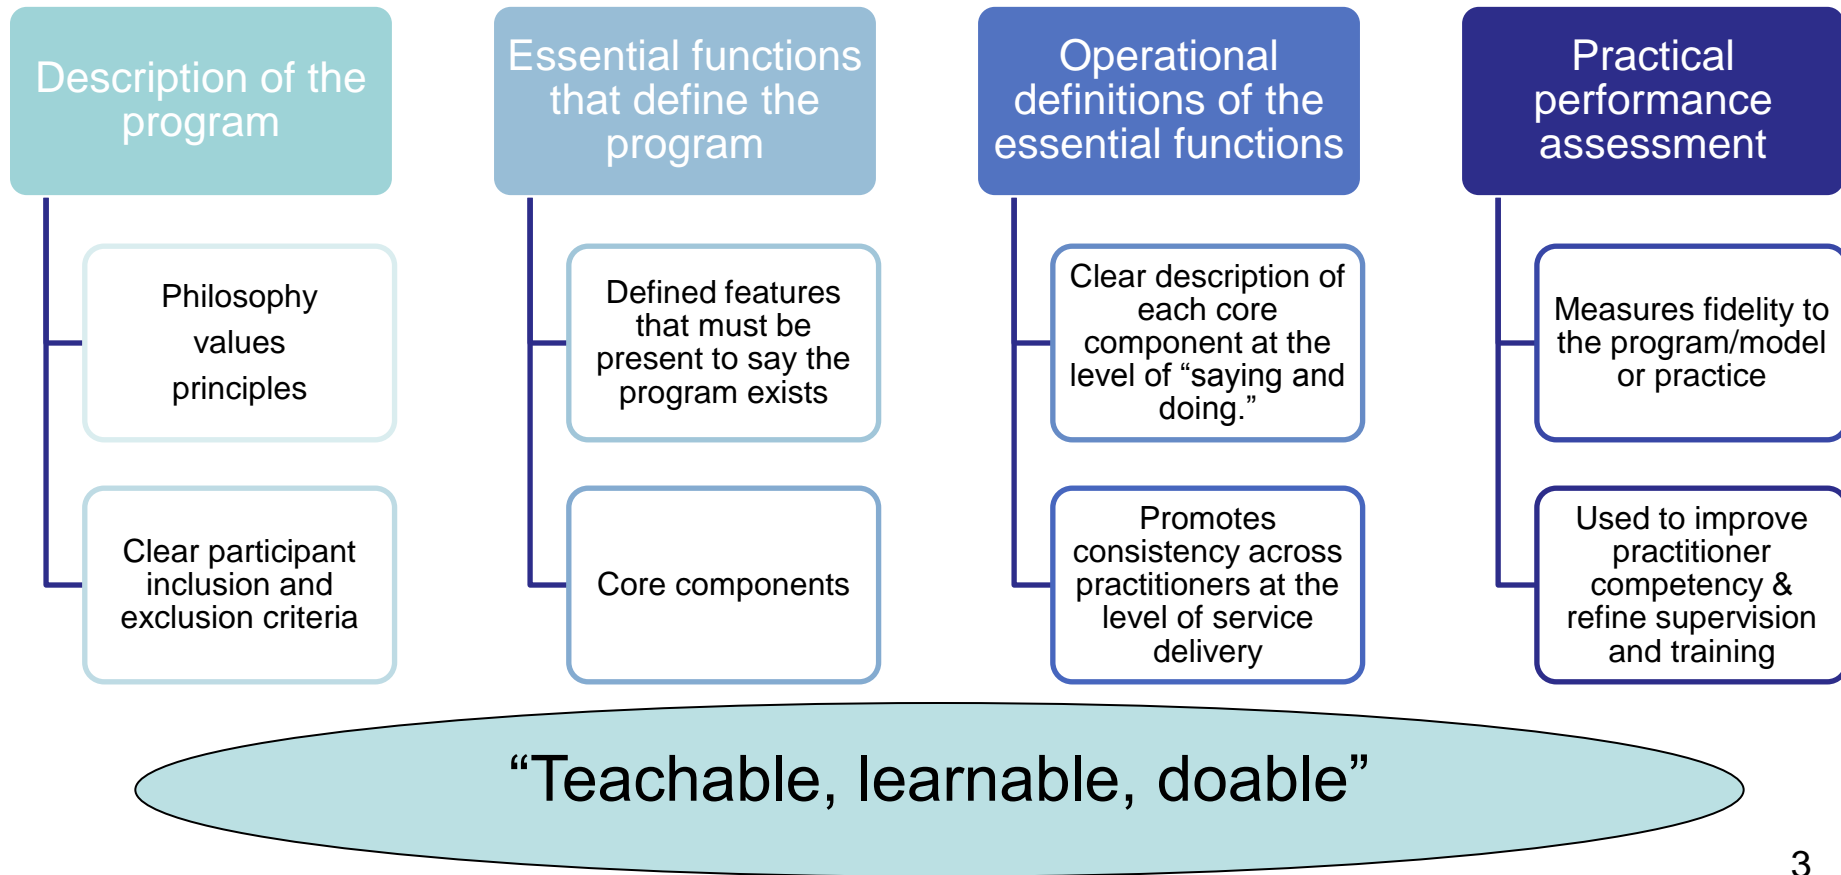 Description of the
program
Philosophy
values
principles
Clear participant
inclusion and
exclusion criteria
Essential functions
that define the
program
Defined features
that must be
present to say the
program exists
Core components
Operational
definitions of the
essential functions
Clear description of
each core
component at the
level of “saying and
doing.”
Promotes
consistency across
practitioners at the
level of service
delivery
Practical
performance
assessment
Measures fidelity to
the program/model
or practice
Used to improve
practitioner
competency &
refine supervision
and training
“Teachable, learnable, doable”
3